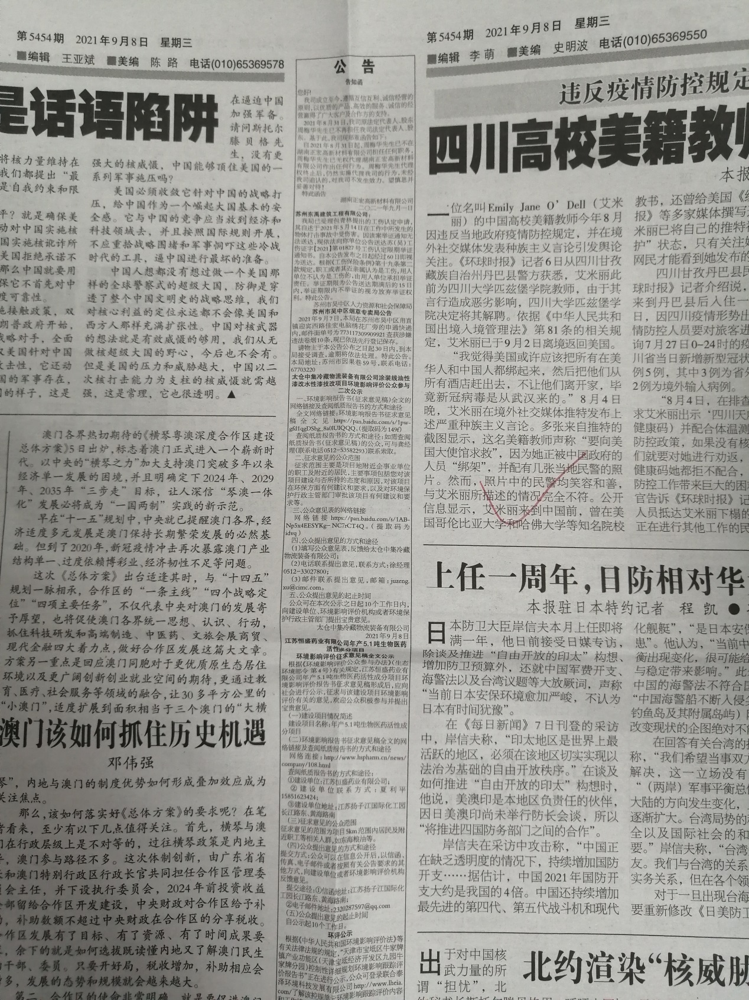 第5454期 2021年9月8日 星期三
■编辑 王亚斌 ■美编 陈路 电话(010)65369578
是话语陷阱
在逼迫中国
加强军备。
请问斯托尔
滕贝格先
生，没有更
将核力量维持在
我们都提出“最
是自我约束和限
平？就是确保美
动对中国实施核
国实施核讹诈所
美国拒绝承诺不
那么中国就要用
保它不首先对中
度可靠性。
施接触政策，双
朗普政府开始，
战略对手，全面
仅美国针对中国
攻击性，它还动
国的军事存在，
的样子，这是
强大的核威慑，中国能够顶住美国的一
系列军事施压吗？
美国必须收敛它针对中国的战略打
压，给中国作为一个崛起大国基本的安
全感。它与中国的竞争应当放到经济和
科技领域去，并且按照国际规则开展，
不应重拾战略围堵和军事恫吓这些冷战
时代的工具，逼中国进行最坏的准备。
中国人想都没有想过做一个美国那
样的全球警察式的超级大国，防御是穿
透了整个中国文明史的战略思维，我们
对核心利益的定位永远都不会像美国和
西方人那样充满扩张性。中国对核武器
的想法就是有效威慑的够用，我们从无
做核超级大国的野心，今后也不会有。
但是美国的压力和威胁越大，中国以二
次核打击能力为支柱的核威慑就需越
强，这是常理，它也很透明。▲
澳门各界热切期待的《横琴粤澳深度合作区建设
总体方案》5日出炉，标志着澳门正式进入一个崭新时
代。以中央的“横琴之力”加大支持澳门突破多年以来
经济单一发展的困境，并且明确定下2024年、2029
年、2035年“三步走”目标，让人深信“琴澳一体
化”发展必将成为“一国两制”实践的新示范。
早在“十一五”规划中，中央就已提醒澳门各界，经
济适度多元发展是澳门保持长期繁荣发展的必然基
础。但到了2020年，新冠疫情冲击再次暴露澳门产业
结构单一、过度依赖博彩业、经济韧性不足等问题。
这次《总体方案》出台适逢其时，与“十四五”
规划一脉相承，合作区的“一条主线”“四个战略定
位”“四项主要任务”，不仅代表中央对澳门的发展寄
予厚望，也将促使澳门各界统一思想、认识、行动，
抓住科技研发和高端制造、中医药、文旅会展商贸、
现代金融四大着力点，做好合作区发展这篇大文章。
方案另一重点是回应澳门同胞对于更优质原生态居住
环境以及更广阔创新创业就业空间的期待，更通过教
育、医疗、社会服务等领域的融合，让30多平方公里的
“小澳门”，适度扩展到面积相当于三个澳门的“大横
澳门该如何抓住历史机遇
邓伟强
琴”，内地与澳门的制度优势如何形成叠加效应成为
关注焦点。
那么，该如何落实好《总体方案》的要求呢？在笔
者看来，至少有以下几点值得关注。首先，横琴与澳
门在行政层级上是不对等的，过往横琴政策是内地主
导，澳门参与路径不多。这次体制创新，由广东省省
长和澳门特别行政区行政长官共同担任合作区管理委
员会主任，并下设执行委员会，2024年前投资收益
全部留给合作区开发建设，中央财政对合作区给予补
助，补助数额不超过中央财政在合作区的分享税收。
合作区发展有了目标、有了资源、有了时间成果要
求，余下的就是如何选拔既读懂内地又了解澳门民生
的干部、委员。只要开好局，税收增加，补助相应会
增多，发展的态势和规模就会越来越大。
第二，合作区的使命非常明确，就是要促进澳门
公告
告知函
您好！
我司成立至今，遵循互信互利、诚信经营的
原则，以优质的产品、高效的服务、诚信的经
营赢得了广大客户及合作方的支持。
2021年8月31日，我司原法定代表人、股东
周梅华先生已不再担任我司法定代表人、股
东。基于此，我司现郑重函告如下：
自2021年8月31日起，周梅华先生已不在
湖南正宏高新材料有限公司担任任何职务，
周梅华先生已无权代理湖南正宏高新材料
有限公司作出任何行为。周梅华先生代理
权终止后，仍然实施代理我司的行为，未经
我司追认的，对我司不发生效力。望慎思并
妥善对待！
特此函告
湖南正宏高新材料有限公司
二〇二一年九月一日
苏州东禹建筑工程有限公司：
我局已受理包青林提出的工伤认定申请，
其自述于2021年5月14日在工作中所发生的
物体打击事故中受伤害。因该案举证通知无
法送达，现依法向你单位公告送达苏（吴）工
伤证字【2021】第01827号工伤认定限期举证
通知书。自本公告发布之日起经过60日即视
为送达。根据《工伤保险条例》第十九条第二
款规定，职工或者其近亲属认为是工伤，用人
单位不认为是工伤的，由用人单位承担举证
责任。举证期限为公告送达期满后的15日
内，举证期限内不举证的视为放弃举证权
利。特此公告。
苏州市吴中区人力资源和社会保障局
苏州市吴中区烟草专卖局公告
2021年9月7日，本局在苏州市吴中区甪直
镇迎宾西路佳宏电脑绣花厂旁的申通快递
内，邮件面单号为773117309909921查获涉嫌
违法卷烟10条，现已依法先行登记保存。
请物主于本公告公布之日起30日内，到本
局接受调查，逾期将依法处理。特此公告。
本局地址：苏州市因果巷59号，联系电话：
67703220
太仓中集冷藏物流装备有限公司涂装线油性
漆改水性漆技改项目环境影响评价公众参与
二次公示
一、环境影响报告书（征求意见稿）全文的
网络链接及查阅纸质报告书的方式和途径
全文网络链接：环境影响报告书征求意见
稿全文见https://pan.baidu.com/s/1pw-
gfd1qgDSbg_8a0lUIQQQ。（提取码为149f）
查阅纸质报告书的方式和途径：如需查阅
纸质报告书（征求意见稿）的公众，可与龚经
理（联系电话0512-53582293）联系索取。
二、征求意见的公众范围
征求范围主要是项目地附近企事业单位
的职工及附近的居民，主要事项包括您对该
项目建设与否所持的态度和原因，对该项目
在环保方面有何建议和要求，以及对环境保
护行政主管部门审批该项目有何建议和要
求等。
三、公众意见表的网络链接
网络链接https://pan.baidu.com/s/1AB-
Np5x4EESYKg-NC7rCT4Q。（提取码为
idvq）
四、公众提出意见的方式和途径
（1）填写公众意见表，反馈给太仓中集冷藏
物流装备有限公司；
（2）电话联系提出意见，联系方式：徐经理
0512-33027800；
（3）邮件联系提出意见，邮箱：juzeng.
xu@cimc.com。
五、公众提出意见的起止时间
公众可在本次公示之日起10个工作日内，
向建设单位、环境影响评价机构或者环境保
护行政主管部门提出宝贵意见。
太仓中集冷藏物流装备有限公司
2021年9月8日
江苏恒盛药业有限公司年产5.1吨生物医药
活性成分项目
环境影响评价征求意见稿全文公示
根据《环境影响评价公众参与办法》（生态
环境部令第4号）有关规定，江苏恒盛药业有
限公司年产5.1吨生物医药活性成分项目环
境影响评价报告书征求意见稿形成后，应向
社会进行公示，征求与该建设项目环境影响
评价有关的意见，欢迎公众积极参与并提出
宝贵意见。
（一）建设项目情况简述
建设项目名称：年产5.1吨生物医药活性成
分项目
（二）环境影响报告书征求意见稿全文的网
络链接及查阅纸质报告书的方式和途径
网络连接：http://www.hspharm.cn/news/
company/108.html
查阅纸质报告书的方式和途径：
①建设单位：江苏恒盛药业有限公司；
②建设单位联系方式：夏利平
15851623424；
③建设单位地址：江苏扬子江国际化工园
长江路东、黄海路南
（三）征求意见的公众范围
征求意见的范围为项目5km范围内居民及附
近职工等相关人群，如东海粮油等。
（四）公众提出意见的方式和途径
提交方式：公众可以在信息公开后，以信函、
传真、电子邮件或者按照有关公告要求的其
他方式，向建设单位或者环境影响评价机构
反馈意见。
提交途径：①信函地址：江苏扬子江国际化
工园长江路东、黄海路南；
②电子邮件地址：2320287597@qq.com
（五）公众提出意见的起止时间
自公示起10个工作日。
环评公示
根据《中华人民共和国环境影响评价法》等
有关法律法规的规定，“天津市宝坻区牛家牌
镇产业功能区（天津宝坻经济开发区九园牛
家牌分园）控制性详细规划环境影响跟踪评
价报告书”正在进行公示，公众可登录联合泰
泽环境科技发展有限公司http://www.lheia.
com/了解该控规单元环境影响跟踪评价内容
第5454期 2021年9月8日 星期三
■编辑 李萌 ■美编 史明波 电话(010)65369550
违反疫情防控规定
四川高校美籍教师
本报
一位名叫Emily Jane O’Dell（艾米
丽）的中国高校美籍教师今年8月
因违反当地政府疫情防控规定，并在境
外社交媒体发表种族主义言论引发舆论
关注。《环球时报》记者6日从四川甘孜
藏族自治州丹巴县警方获悉，艾米丽此
前为四川大学匹兹堡学院教师，由于其
言行造成恶劣影响，四川大学匹兹堡学
院决定将其解聘。依据《中华人民共和
国出境入境管理法》第81条的相关规
定，艾米丽已于9月2日离境返回美国。
“我觉得美国或许应该把所有在美
华人和中国人都绑起来，然后把他们从
所有酒店赶出去，不让他们离开家，毕
竟新冠病毒是从武汉来的。”8月4日
晚，艾米丽在境外社交媒体推特发布上
述严重种族主义言论。多张来自推特的
截图显示，这名美籍教师声称“要向美
国大使馆求救”，因为她正被中国政府的
人员“绑架”，并配有几张当地民警的照
片。然而，照片中的民警均笑容和善，
与艾米丽所描述的情况完全不符。公开
信息显示，艾米丽来到中国前，曾在美
国哥伦比亚大学和哈佛大学等知名院校
教书，还曾给美国《纽
报》等多家媒体撰写
米丽已将自己的推特
护”状态，只有关注
网民才能看到她发布的
四川甘孜丹巴县民
球时报》记者介绍说，
来到丹巴县后入住一
日，因四川疫情形势出
情防控人员要对旅客进
询7月27日0-24时的疫
川省当日新增新型冠状
例5例，其中3例为省外
2例为境外输入病例。
“8月4日，在排查
求艾米丽出示‘四川天府
健康码）并配合体温测
防控政策，如果没有核
们就要对她进行劝返，
健康码她都拒不配合，
防控工作带来巨大的困
官告诉《环球时报》记
人员抵达艾米丽下榻的
正在进行其他工作的民
上任一周年，日防相对华
本报驻日本特约记者 程凯 ●
日本防卫大臣岸信夫本月上任即将
满一年，他日前接受日媒专访，
除谈及推进“自由开放的印太”构想、
增加防卫预算外，还就中国军费开支、
海警法以及台湾议题等大放厥词，声称
“当前日本安保环境愈加严峻，不认为
日本有时间犹豫”。
在《每日新闻》7日刊登的采访
中，岸信夫称，“印太地区是世界上最
活跃的地区，必须在该地区切实实现以
法治为基础的自由开放秩序。”在谈及
如何推进“自由开放的印太”构想时，
他说，美澳印是本地区负责任的伙伴，
因日美澳印尚未举行防长会谈，所以
“将推进四国防务部门之间的合作”。
岸信夫在采访中攻击称，“中国正
在缺乏透明度的情况下，持续增加国防
开支……据估计，中国2021年国防开
支大约是我国的4倍。中国还持续增加
最先进的第四代、第五代战斗机和现代
化舰艇”，“是日本安保
患”。他认为，“当前中
衡出现变化，很可能给
与稳定带来影响。”此
中国的海警法不符合国
“中国海警船不断入侵尖
钓鱼岛及其附属岛屿）
改变现状的企图绝对不能
在回答有关台湾的
称，“我们希望当事双方
解决，这一立场没有
“（两岸）军事平衡总
大陆的方向发生变化，
逐渐扩大。台湾局势的
全以及国际社会的和
要。”岸信夫称，“台湾
友。我们与台湾的关系
实务关系，但在各个领
对于一旦出现台海
要重新修改《日美防卫
出于对中国核
武力量的所
谓“担忧”，北
北约渲染“核威胁